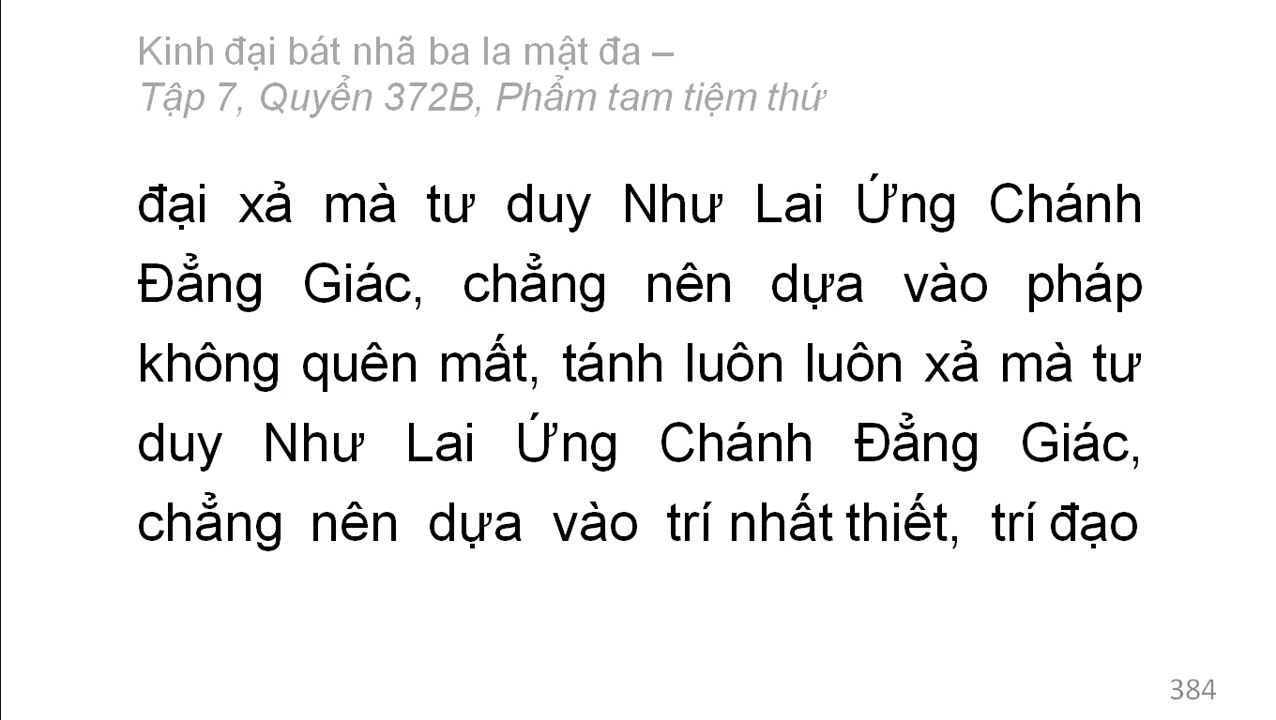 Kinh đại bát nhã ba la mật đa –
Tập 7, Quyển 372B, Phẩm tam tiệm thứ
đại xả mà tư duy Như Lai Ứng Chánh
Đẳng Giác, chẳng nên dựa vào pháp
không quên mất, tánh luôn luôn xả mà tư
duy Như Lai Ứng Chánh Đẳng Giác,
chẳng nên dựa vào trí nhất thiết, trí đạo
384